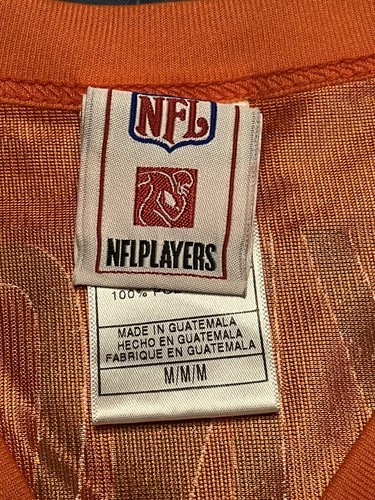 NFL
NFLPLAYERS
100%
MADE IN GUATEMALA
HECHO EN GUATEMALA
FABRIQUE EN GUATEMALA
M/M/M